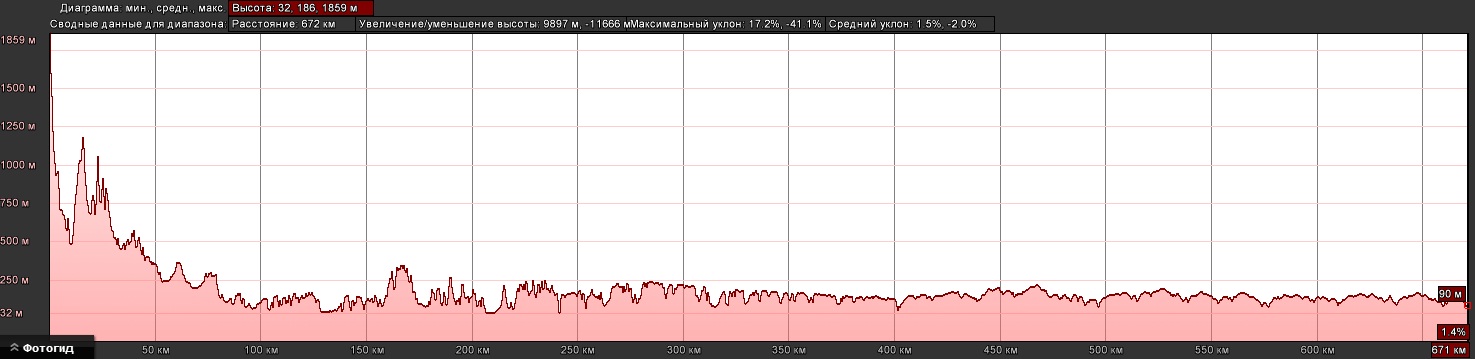 Диаграмма: мин., средн., макс. Высота: 32, 186, 1859 м
Сводные данные для диапазона: Расстояние: 672 км Увеличение/уменьшение высоты: 9897 м, -11666 м Максимальный уклон: 17.2%, -41.1% Средний уклон: 1.5%, -2.0%
1859 м
1500 м
1250 м
1000 м
750 м
500 м
250 м
90 м
32 м
1.4%
Фотогид 50 км 100 км 150 км 200 км 250 км 300 км 350 км 400 км 450 км 500 км 550 км 600 км 671 км